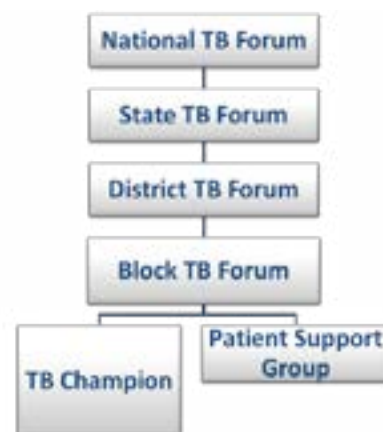 National TB Forum
State TB Forum
District TB Forum
Block TB Forum
TB Champion
Patient Support
Group